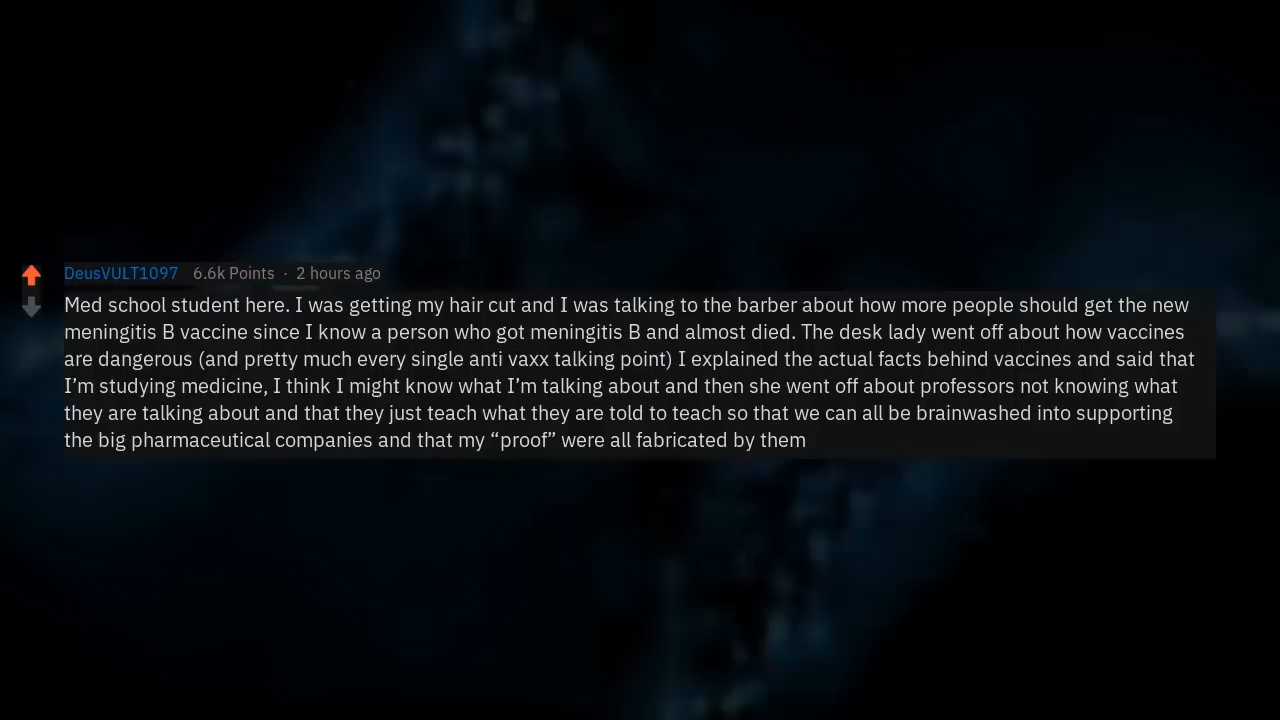 DeusVULT1097 6.6k Points · 2 hours ago
Med school student here. I was getting my hair cut and I was talking to the barber about how more people should get the new
meningitis B vaccine since I know a person who got meningitis B and almost died. The desk lady went off about how vaccines
are dangerous (and pretty much every single anti vaxx talking point) I explained the actual facts behind vaccines and said that
I’m studying medicine, I think I might know what I’m talking about and then she went off about professors not knowing what
they are talking about and that they just teach what they are told to teach so that we can all be brainwashed into supporting
the big pharmaceutical companies and that my “proof” were all fabricated by them